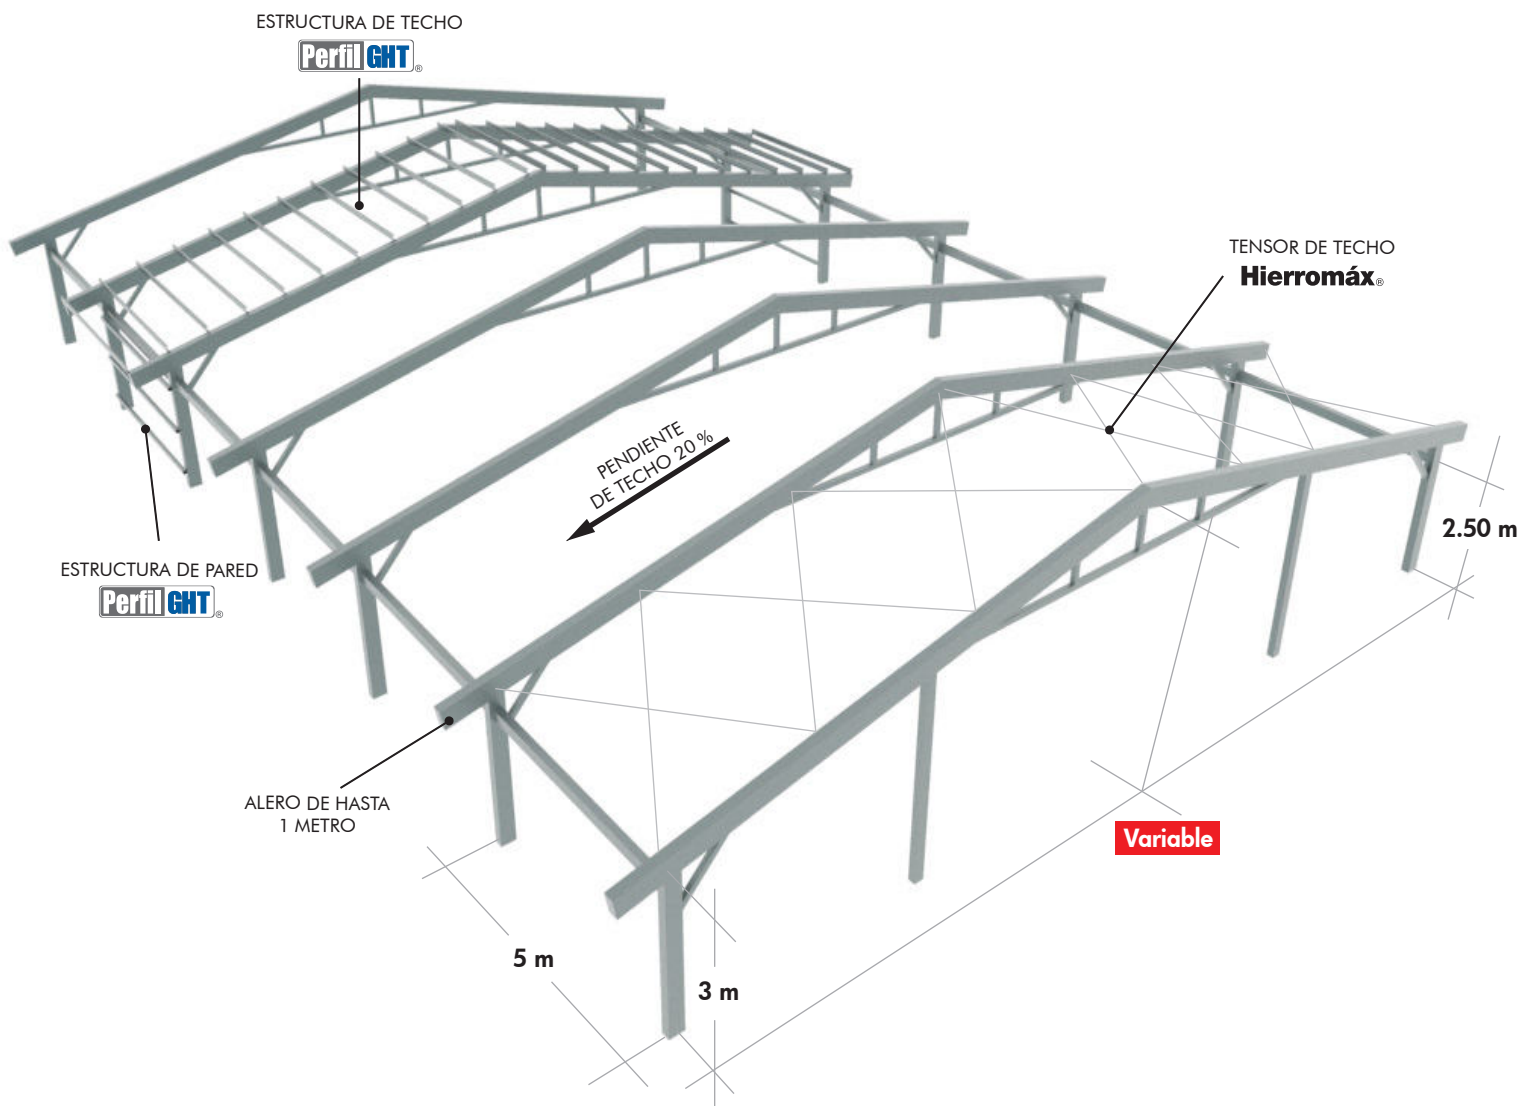 ESTRUCTURA DE TECHO
Perfil GHT®
TENSOR DE TECHO
Hierromáx®
PENDIENTE
DE TECHO 20 %
2.50 m
ESTRUCTURA DE PARED
Perfil GHT®
ALERO DE HASTA
1 METRO
Variable
5 m
3 m